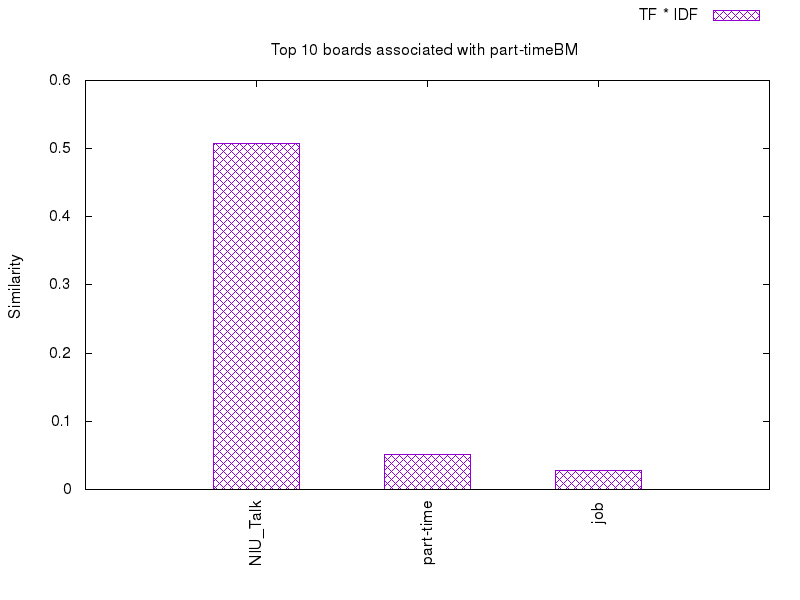 TF * IDF
Top 10 boards associated with part-timeBM
0.6
0.5
0.4
0.3
0.2
0.1
0
Similarity
NIU_Talk
part-time
job